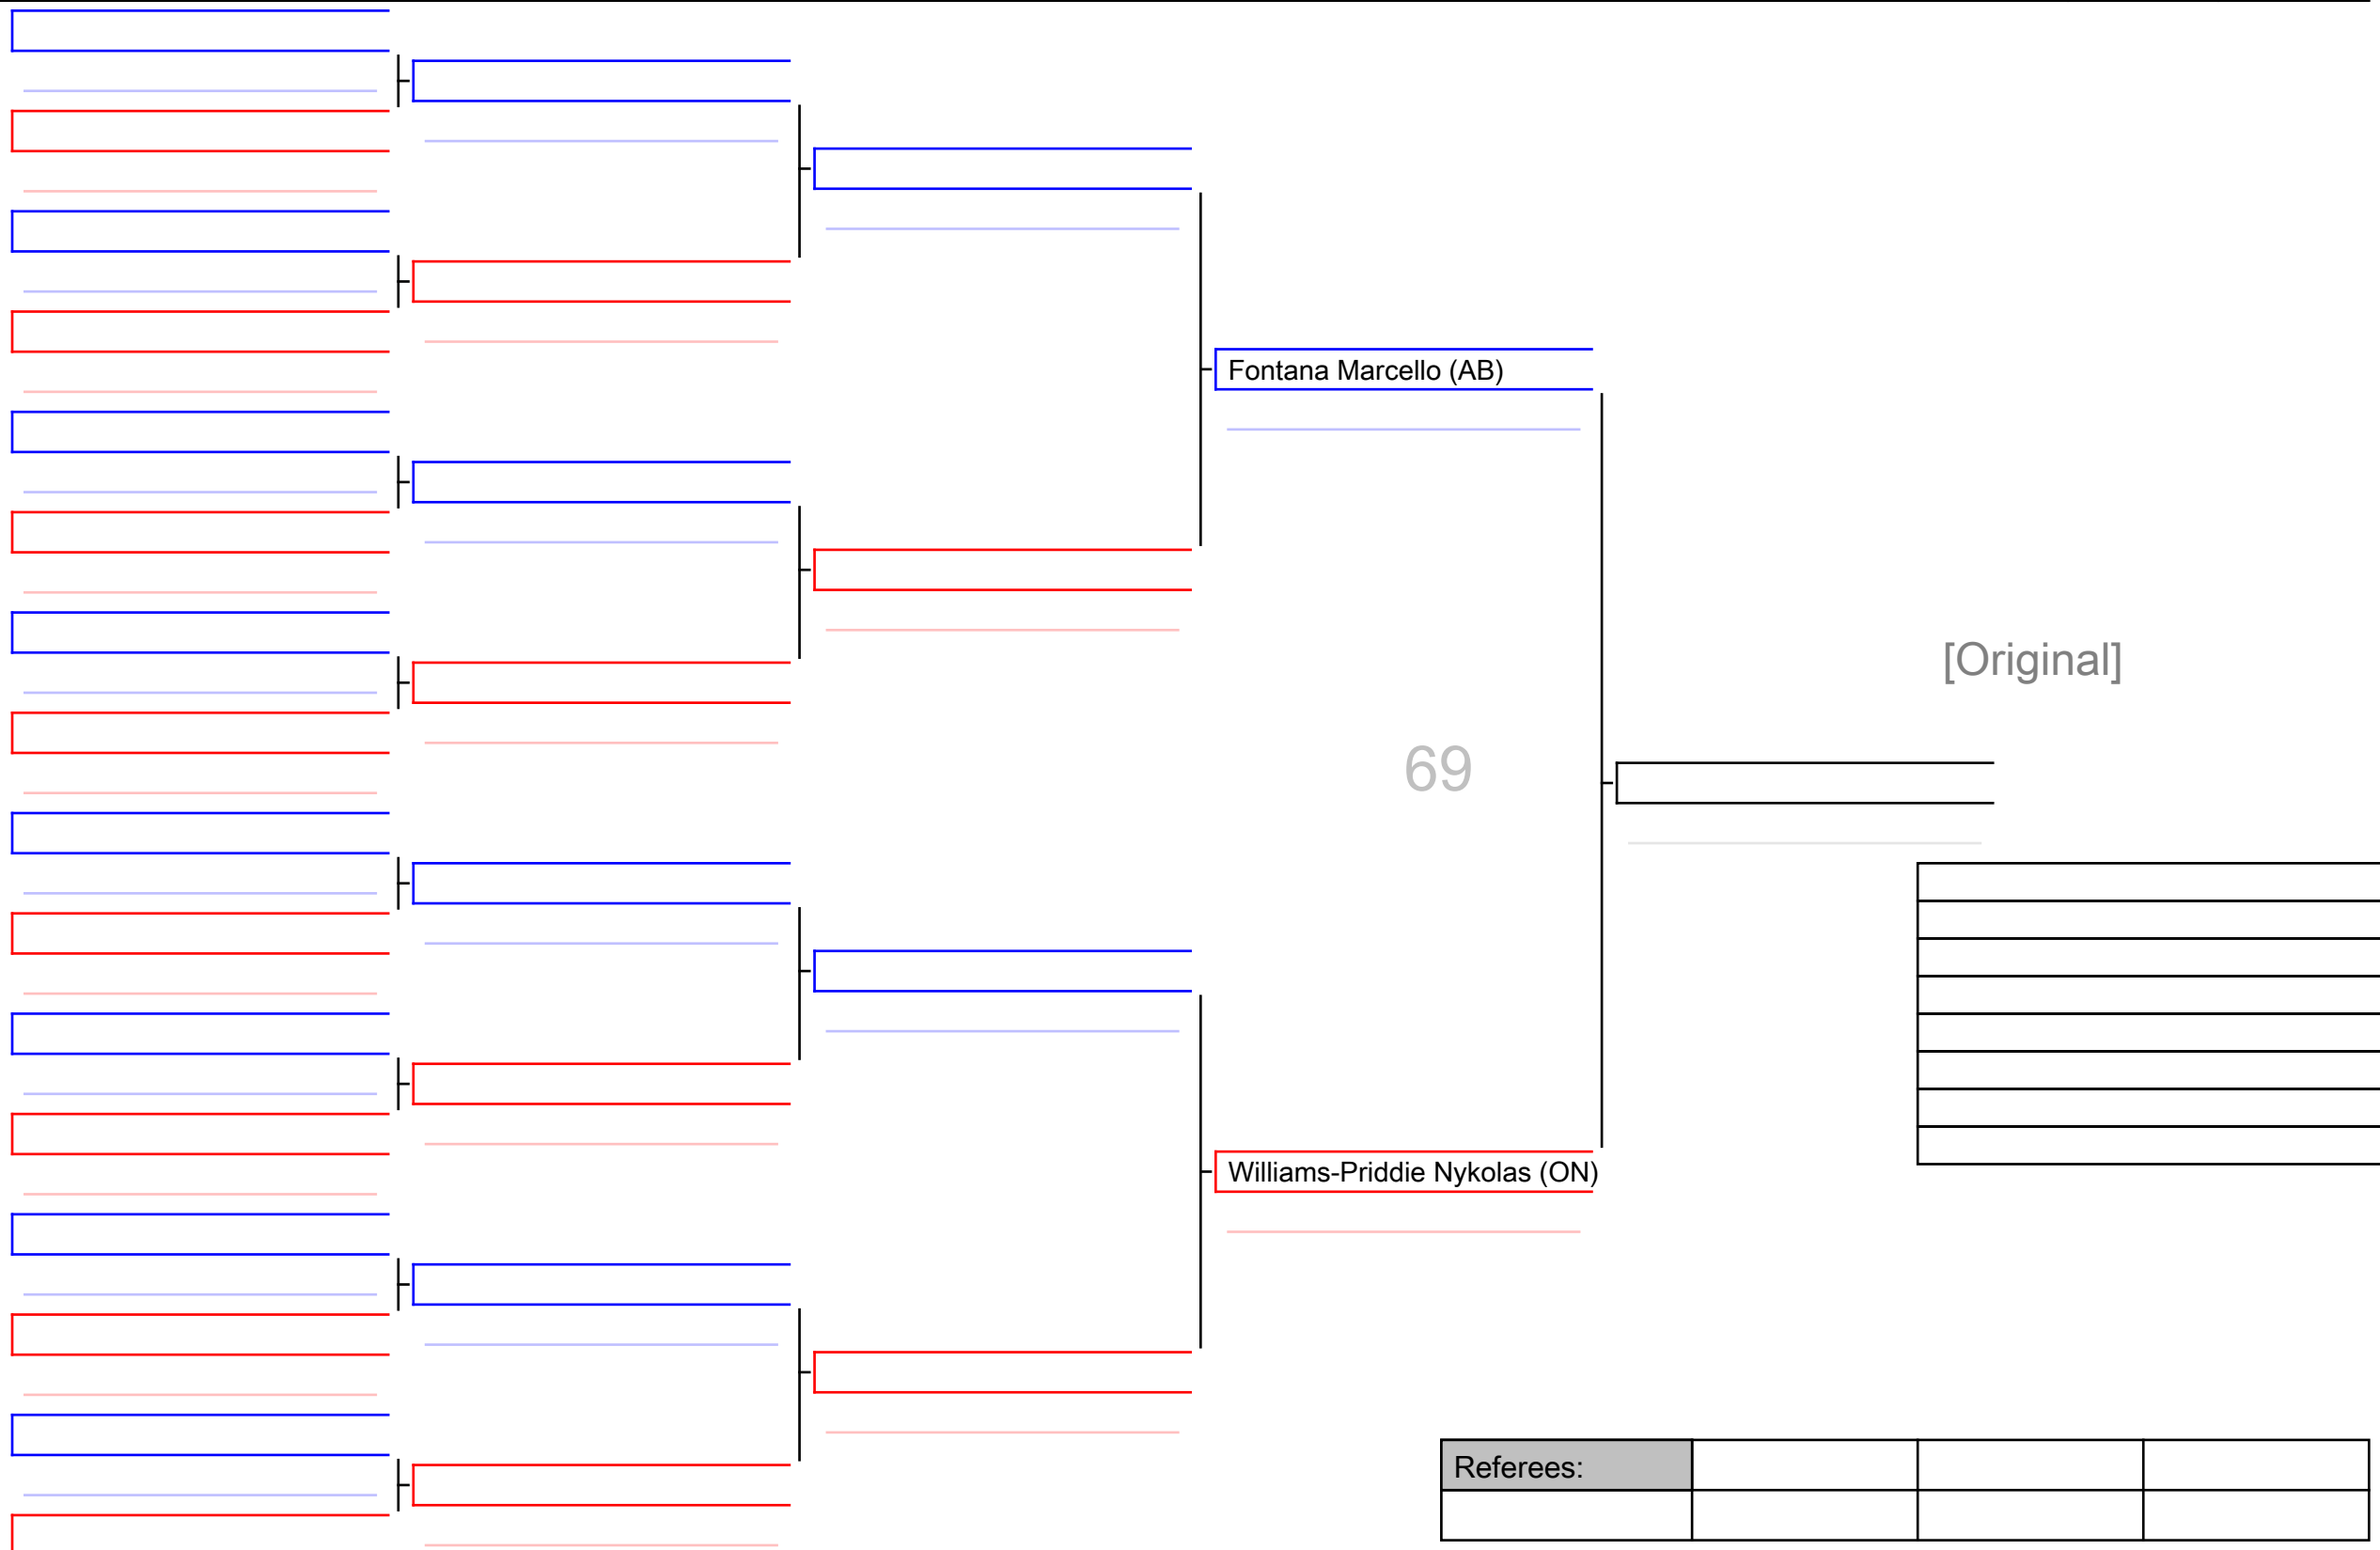 Fontana Marcello (AB)
[Original]
69
Williams-Priddie Nykolas (ON)
Referees: